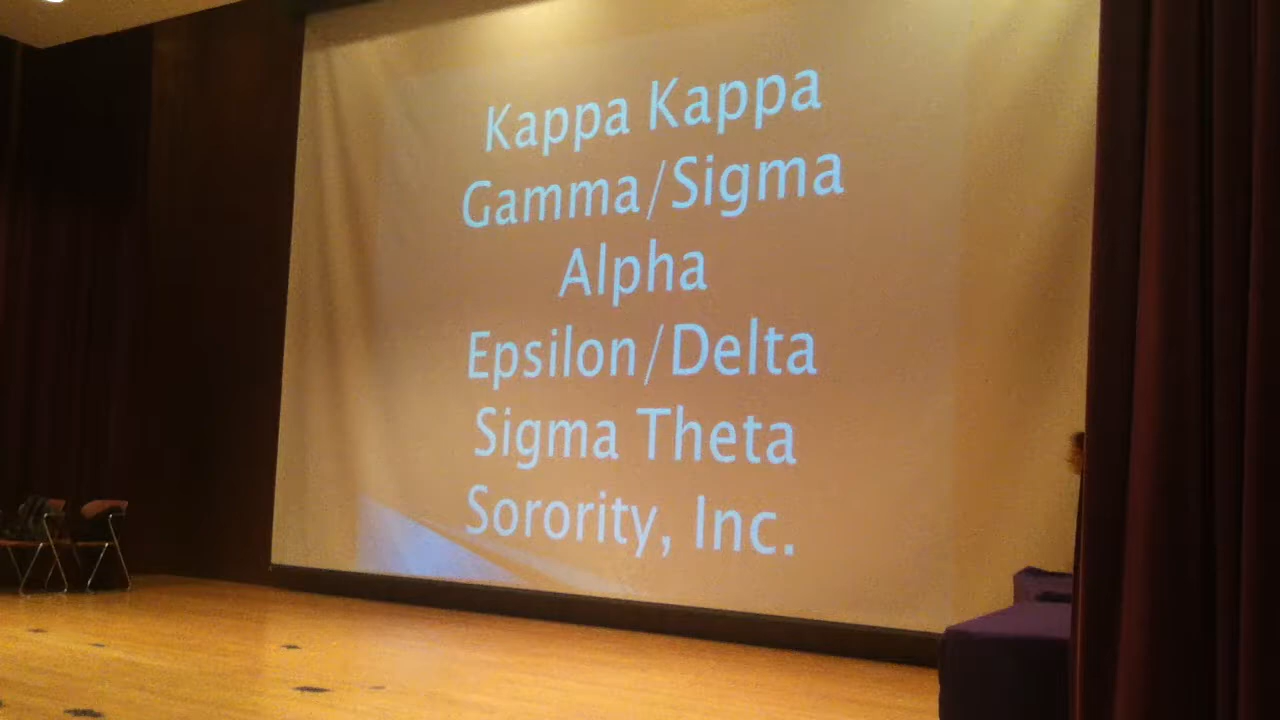 Kappa Kappa
Gamma/Sigma
Alpha
Epsilon/Delta
Sigma Theta
Sorority, Inc.